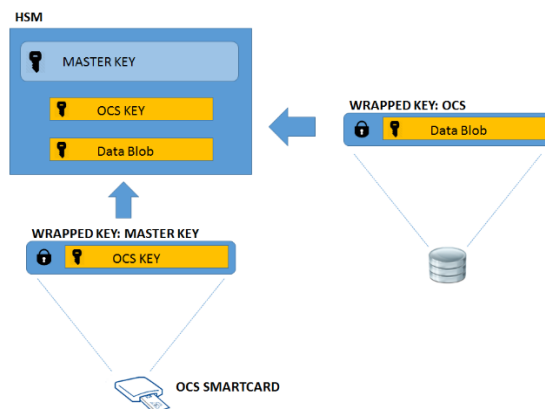 HSM
MASTER KEY
OCS KEY
Data Blob
WRAPPED KEY: OCS
Data Blob
WRAPPED KEY: MASTER KEY
OCS KEY
OCS SMARTCARD